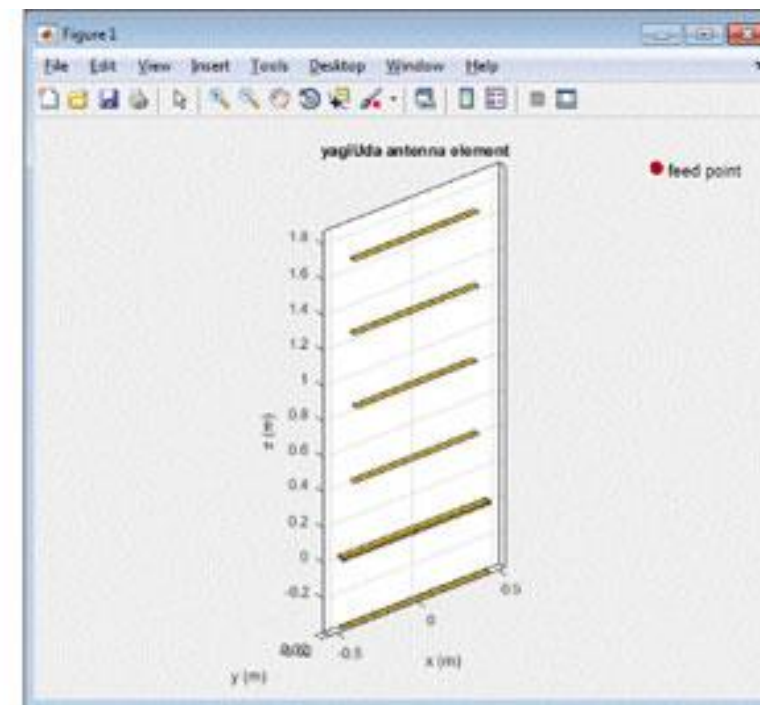 Figure 1
File Edit View Insert Tools Desktop Window Help
yagiUda antenna element
feed point
1.8
1.6
1.4
1.2
1
0.8
0.6
0.4
0.2
0
-0.2
z (m)
-0.5
0
0.5
x (m)
y (m)